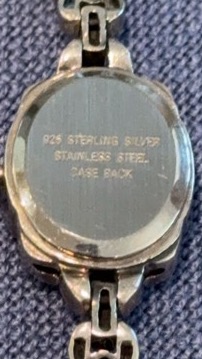 925 STERLING SILVER
STAINLESS STEEL
CASE BACK